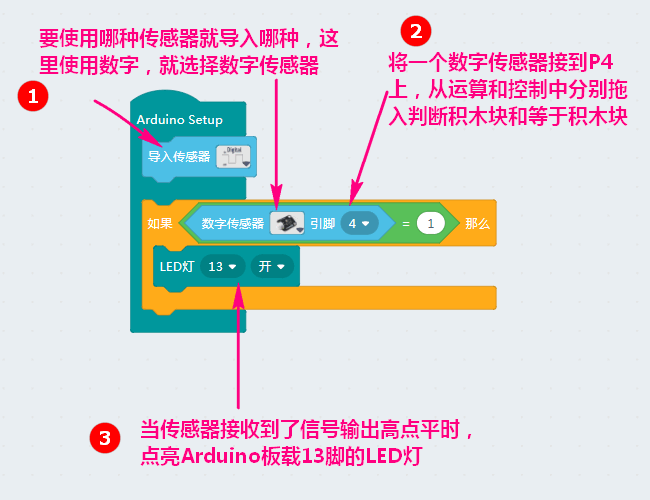 要使用哪种传感器就导入哪种，这
里使用数字，就选择数字传感器
1
2
将一个数字传感器接到P4
上，从运算和控制中分别拖
入判断积木块和等于积木块
Arduino Setup
导入传感器 Digital
如果 数字传感器 引脚 4 = 1 那么
LED灯 13 开
3
当传感器接收到了信号输出高点平时，
点亮Arduino板载13脚的LED灯